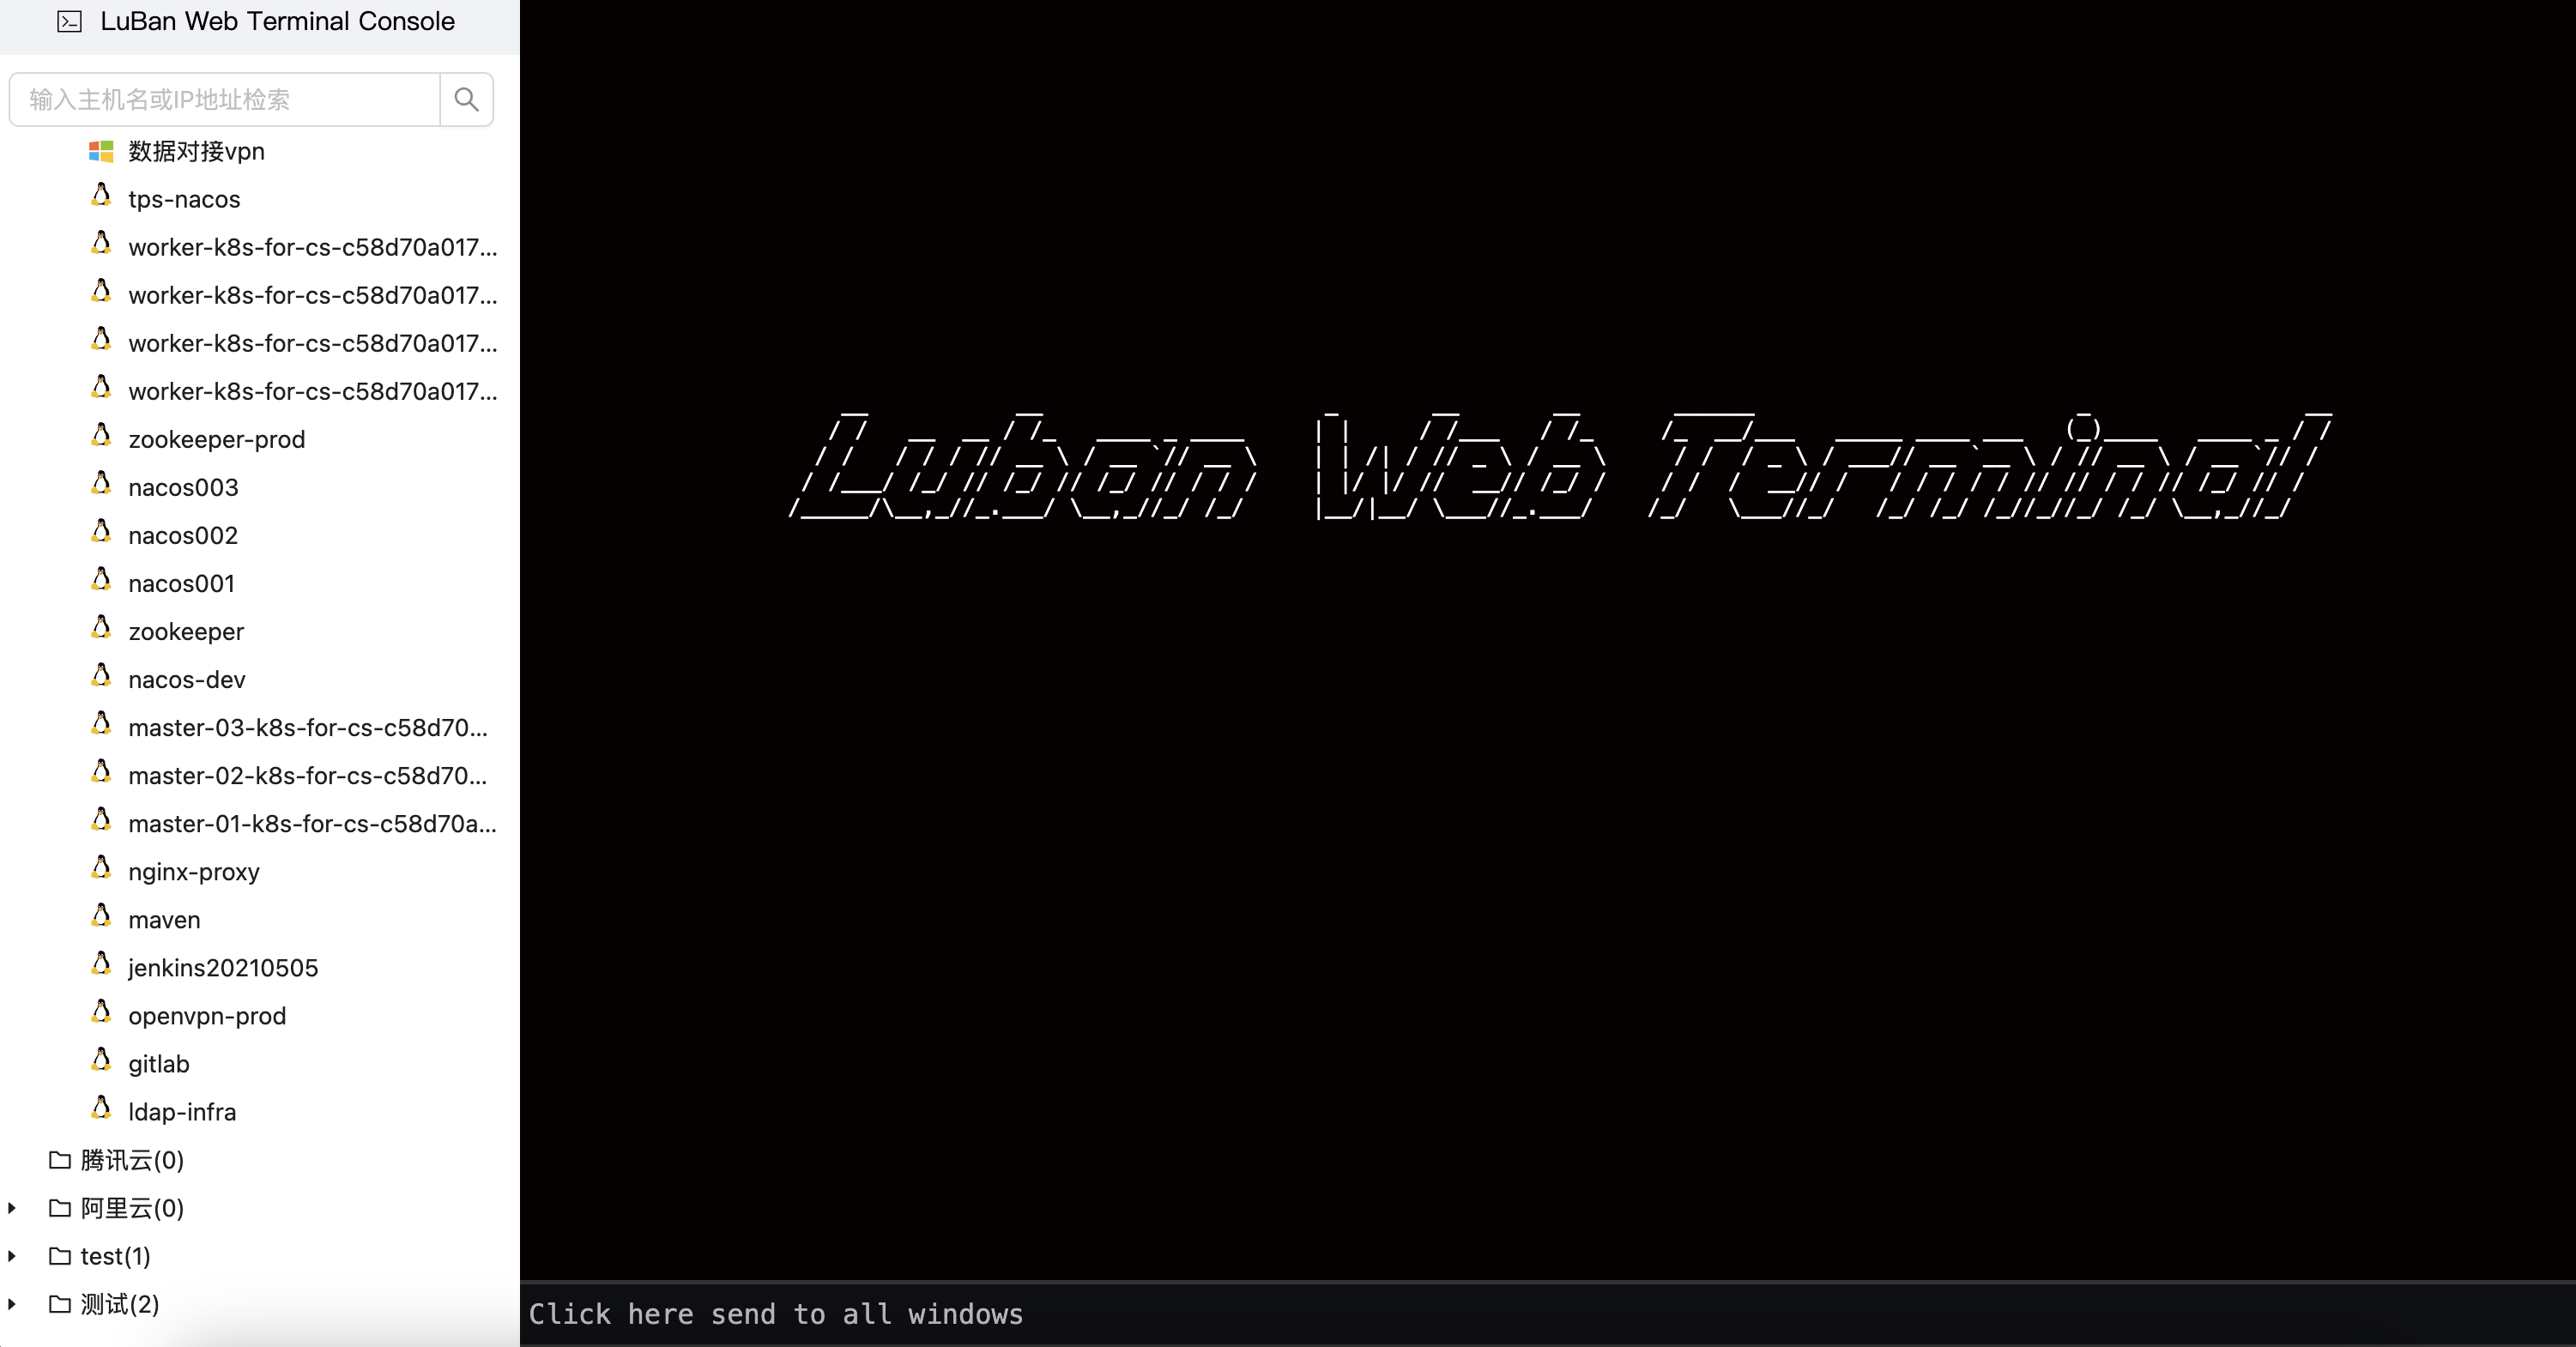 LuBan Web Terminal Console
输入主机名或IP地址检索
数据对接vpn
tps-nacos
worker-k8s-for-cs-c58d70a017...
worker-k8s-for-cs-c58d70a017...
worker-k8s-for-cs-c58d70a017...
worker-k8s-for-cs-c58d70a017...
zookeeper-prod
nacos003
nacos002
nacos001
zookeeper
nacos-dev
master-03-k8s-for-cs-c58d70...
master-02-k8s-for-cs-c58d70...
master-01-k8s-for-cs-c58d70a...
nginx-proxy
maven
jenkins20210505
openvpn-prod
gitlab
ldap-infra
腾讯云(0)
阿里云(0)
test(1)
测试(2)
Luban Web Terminal
Click here send to all windows